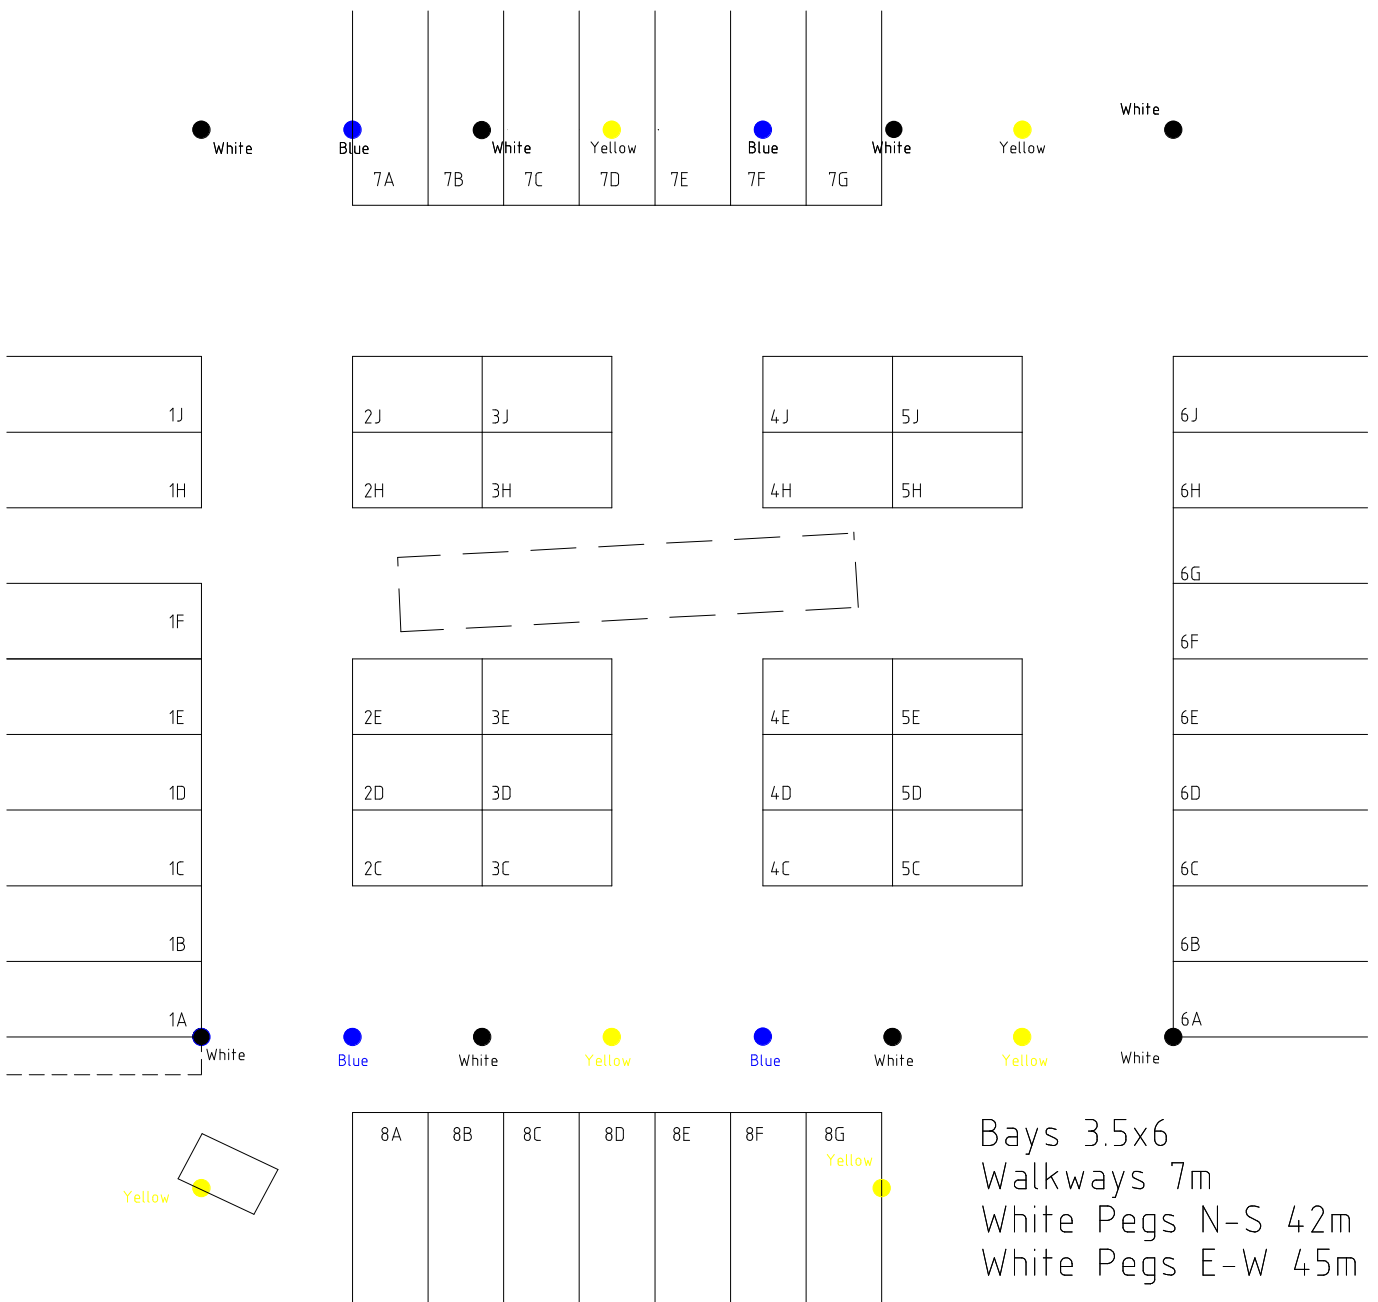 White
White Blue White Yellow Blue White Yellow
7A 7B 7C 7D 7E 7F 7G
1J 2J 3J 4J 5J 6J
1H 2H 3H 4H 5H 6H
6G
1F 6F
1E 2E 3E 4E 5E 6E
1D 2D 3D 4D 5D 6D
1C 2C 3C 4C 5C 6C
1B 6B
1A 6A
White Blue White Yellow Blue White Yellow White
8A 8B 8C 8D 8E 8F 8G
Yellow
Yellow
Bays 3.5x6
Walkways 7m
White Pegs N-S 42m
White Pegs E-W 45m